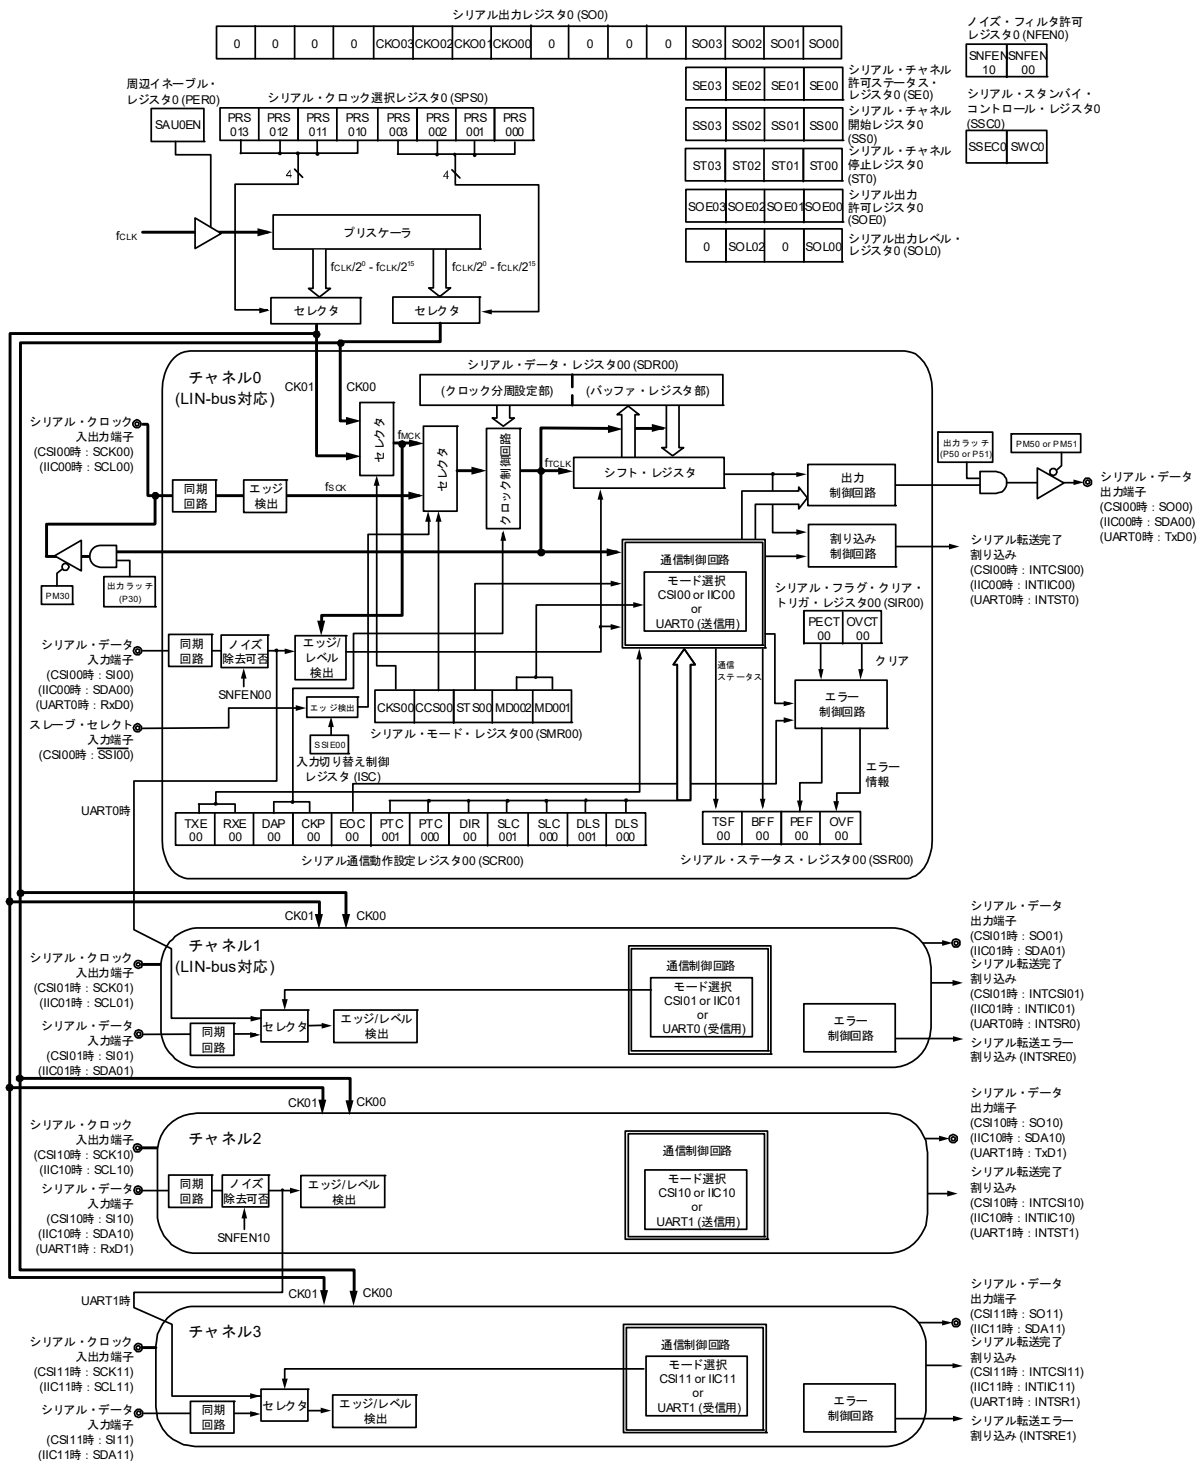 シリアル出力レジスタ0 (SO0)
0 0 0 0 CKO03 CKO02 CKO01 CKO00 0 0 0 0 SO03 SO02 SO01 SO00
ノイズ・フィルタ許可
レジスタ0 (NFEN0)
SNFEN10 SNFEN00
周辺イネーブル・
レジスタ0 (PER0)
SAU0EN
シリアル・クロック選択レジスタ0 (SPS0)
PRS013 PRS012 PRS011 PRS010 PRS003 PRS002 PRS001 PRS000
4
4
SE03 SE02 SE01 SE00
シリアル・チャネル
許可ステータス・
レジスタ0 (SE0)
SS03 SS02 SS01 SS00
シリアル・チャネル
開始レジスタ0
(SS0)
ST03 ST02 ST01 ST00
シリアル・チャネル
停止レジスタ0
(ST0)
SOE03 SOE02 SOE01 SOE00
シリアル出力
許可レジスタ0
(SOE0)
0 SOL02 0 SOL00
シリアル出力レベル・
レジスタ0 (SOL0)
シリアル・スタンバイ・
コントロール・レジスタ0
(SSC0)
SSEC0 SWC0
fCLK
プリスケーラ
fCLK/2⁰ - fCLK/2¹⁵
fCLK/2⁰ - fCLK/2¹⁵
セレクタ
セレクタ
チャネル0
(LIN-bus対応)
CK01
CK00
シリアル・データ・レジスタ00 (SDR00)
(クロック分周設定部)
(バッファ・レジスタ部)
シリアル・クロック
入出力端子
(CSI00時 : SCK00)
(IIC00時 : SCL00)
同期
回路
エッジ
検出
fSCK
セレクタ
fMCK
セレクタ
クロック制御回路
fTCLK
シフト・レジスタ
出力
制御回路
出力ラッチ
(P50 or P51)
PM50 or PM51
シリアル・データ
出力端子
(CSI00時 : SO00)
(IIC00時 : SDA00)
(UART0時 : TxD0)
割り込み
制御回路
シリアル転送完了
割り込み
(CSI00時 : INTCSI00)
(IIC00時 : INTIIC00)
(UART0時 : INTST0)
PM30
出力ラッチ
(P30)
通信制御回路
モード選択
CSI00 or IIC00
or
UART0 (送信用)
シリアル・フラグ・クリア・
トリガ・レジスタ00 (SIR00)
PECT00 OVCT00
クリア
シリアル・データ
入力端子
(CSI00時 : SI00)
(IIC00時 : SDA00)
(UART0時 : RxD0)
同期
回路
ノイズ
除去可否
SNFEN00
エッジ/
レベル
検出
スレーブ・セレクト
入力端子
(CSI00時 : SSI00)
エッジ検出
SSIE00
入力切り替え制御
レジスタ (ISC)
CKS00 CCS00 STS00 MD002 MD001
シリアル・モード・レジスタ00 (SMR00)
通信
ステータス
エラー
制御回路
エラー
情報
UART0時
TXE00 RXE00 DAP00 CKP00 EOC00 PTC001 PTC000 DIR00 SLC001 SLC000 DLS001 DLS000
シリアル通信動作設定レジスタ00 (SCR00)
TSF00 BFF00 PEF00 OVF00
シリアル・ステータス・レジスタ00 (SSR00)
CK01
CK00
チャネル1
(LIN-bus対応)
シリアル・クロック
入出力端子
(CSI01時 : SCK01)
(IIC01時 : SCL01)
シリアル・データ
入力端子
(CSI01時 : SI01)
(IIC01時 : SDA01)
同期
回路
セレクタ
エッジ/レベル
検出
通信制御回路
モード選択
CSI01 or IIC01
or
UART0 (受信用)
エラー
制御回路
シリアル・データ
出力端子
(CSI01時 : SO01)
(IIC01時 : SDA01)
シリアル転送完了
割り込み
(CSI01時 : INTCSI01)
(IIC01時 : INTIIC01)
(UART0時 : INTSR0)
シリアル転送エラー
割り込み (INTSRE0)
CK01
CK00
チャネル2
シリアル・クロック
入出力端子
(CSI10時 : SCK10)
(IIC10時 : SCL10)
シリアル・データ
入力端子
(CSI10時 : SI10)
(IIC10時 : SDA10)
(UART1時 : RxD1)
同期
回路
ノイズ
除去可否
SNFEN10
エッジ/レベル
検出
通信制御回路
モード選択
CSI10 or IIC10
or
UART1 (送信用)
シリアル・データ
出力端子
(CSI10時 : SO10)
(IIC10時 : SDA10)
(UART1時 : TxD1)
シリアル転送完了
割り込み
(CSI10時 : INTCSI10)
(IIC10時 : INTIIC10)
(UART1時 : INTST1)
UART1時
CK01
CK00
チャネル3
シリアル・クロック
入出力端子
(CSI11時 : SCK11)
(IIC11時 : SCL11)
シリアル・データ
入力端子
(CSI11時 : SI11)
(IIC11時 : SDA11)
同期
回路
セレクタ
エッジ/レベル
検出
通信制御回路
モード選択
CSI11 or IIC11
or
UART1 (受信用)
エラー
制御回路
シリアル・データ
出力端子
(CSI11時 : SO11)
(IIC11時 : SDA11)
シリアル転送完了
割り込み
(CSI11時 : INTCSI11)
(IIC11時 : INTIIC11)
(UART1時 : INTSR1)
シリアル転送エラー
割り込み (INTSRE1)